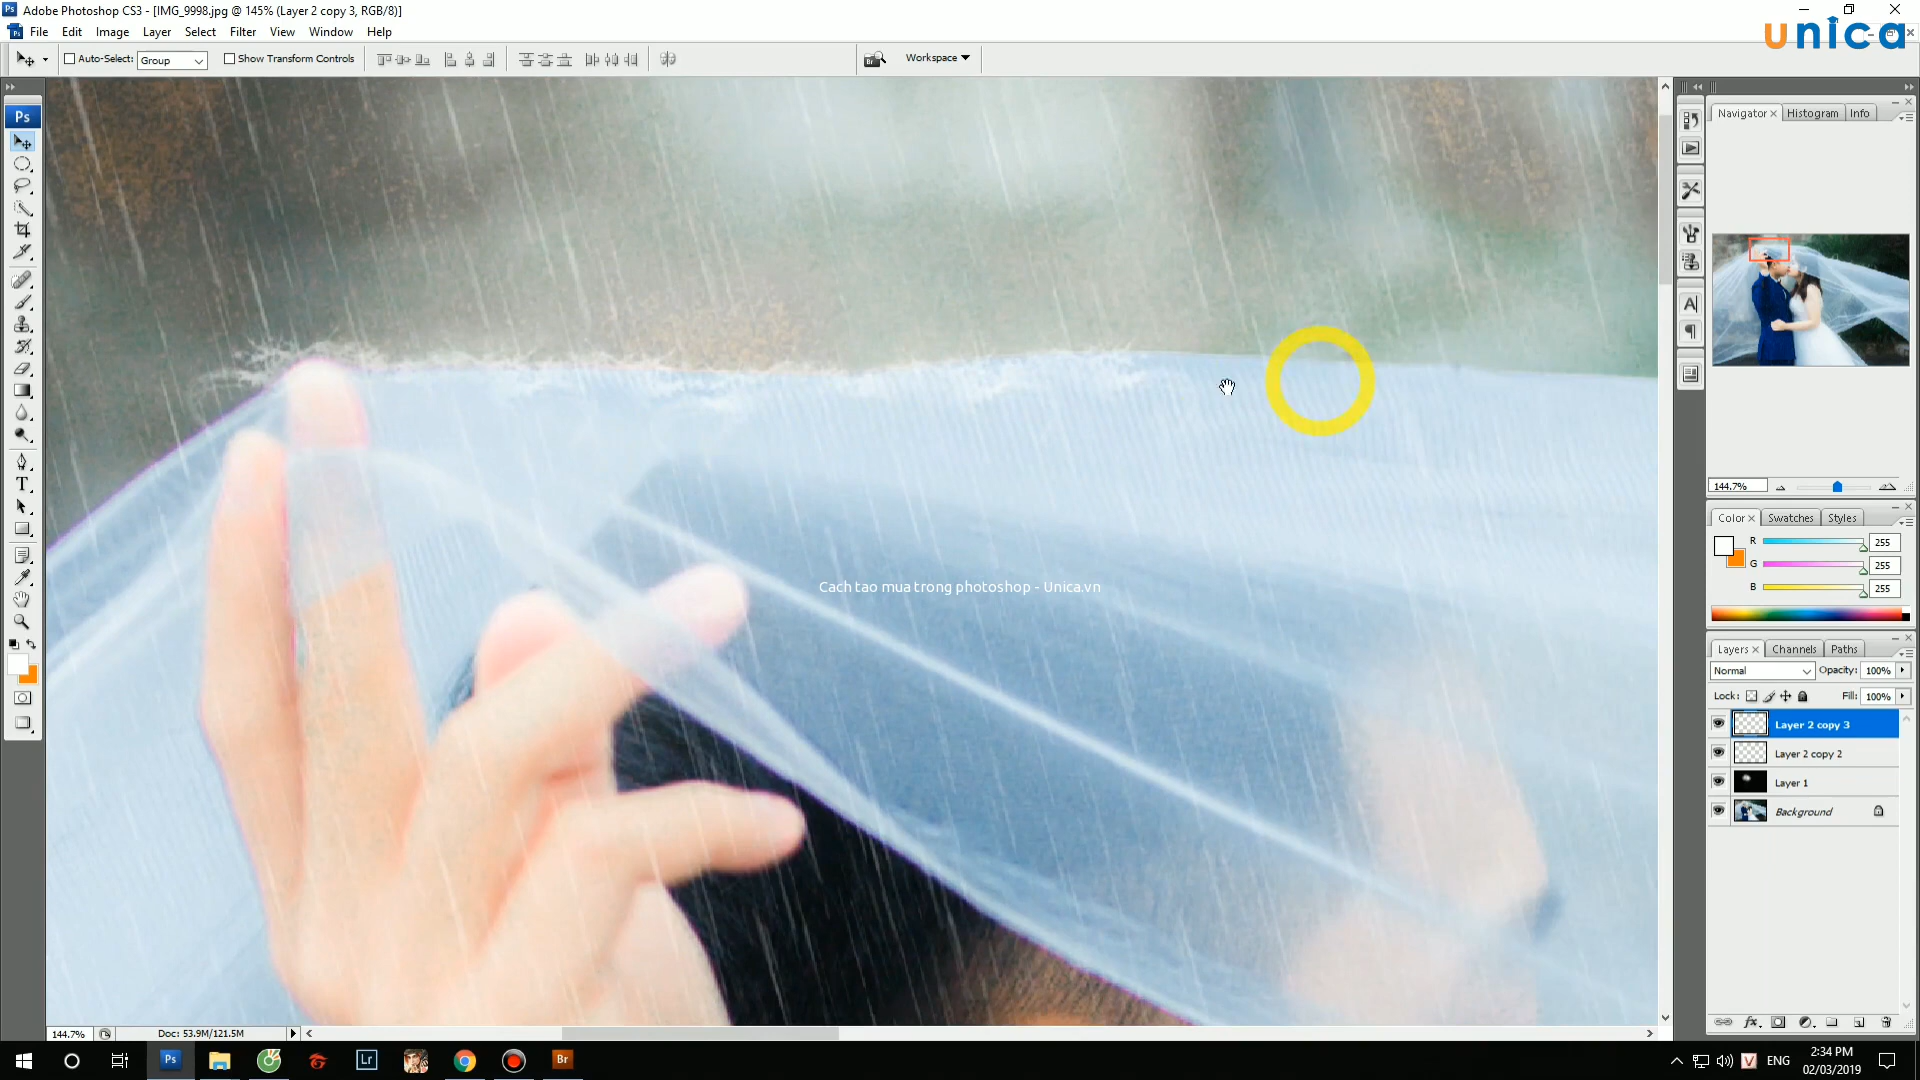 Adobe Photoshop CS3 - [IMG_9998.jpg @ 145% (Layer 2 copy 3, RGB/8)]
unica
File Edit Image Layer Select Filter View Window Help
Auto-Select: Group Show Transform Controls Workspace
Ps
Navigator Histogram Info
144.7%
Color Swatches Styles
R 255
G 255
B 255
Cach tao mua trong photoshop - Unica.vn
Layers Channels Paths
Normal Opacity: 100%
Lock: Fill: 100%
Layer 2 copy 3
Layer 2 copy 2
Layer 1
Background
144.7% Doc: 53.9M/121.5M
Ps Lr Br V ENG 2:34 PM
02/03/2019